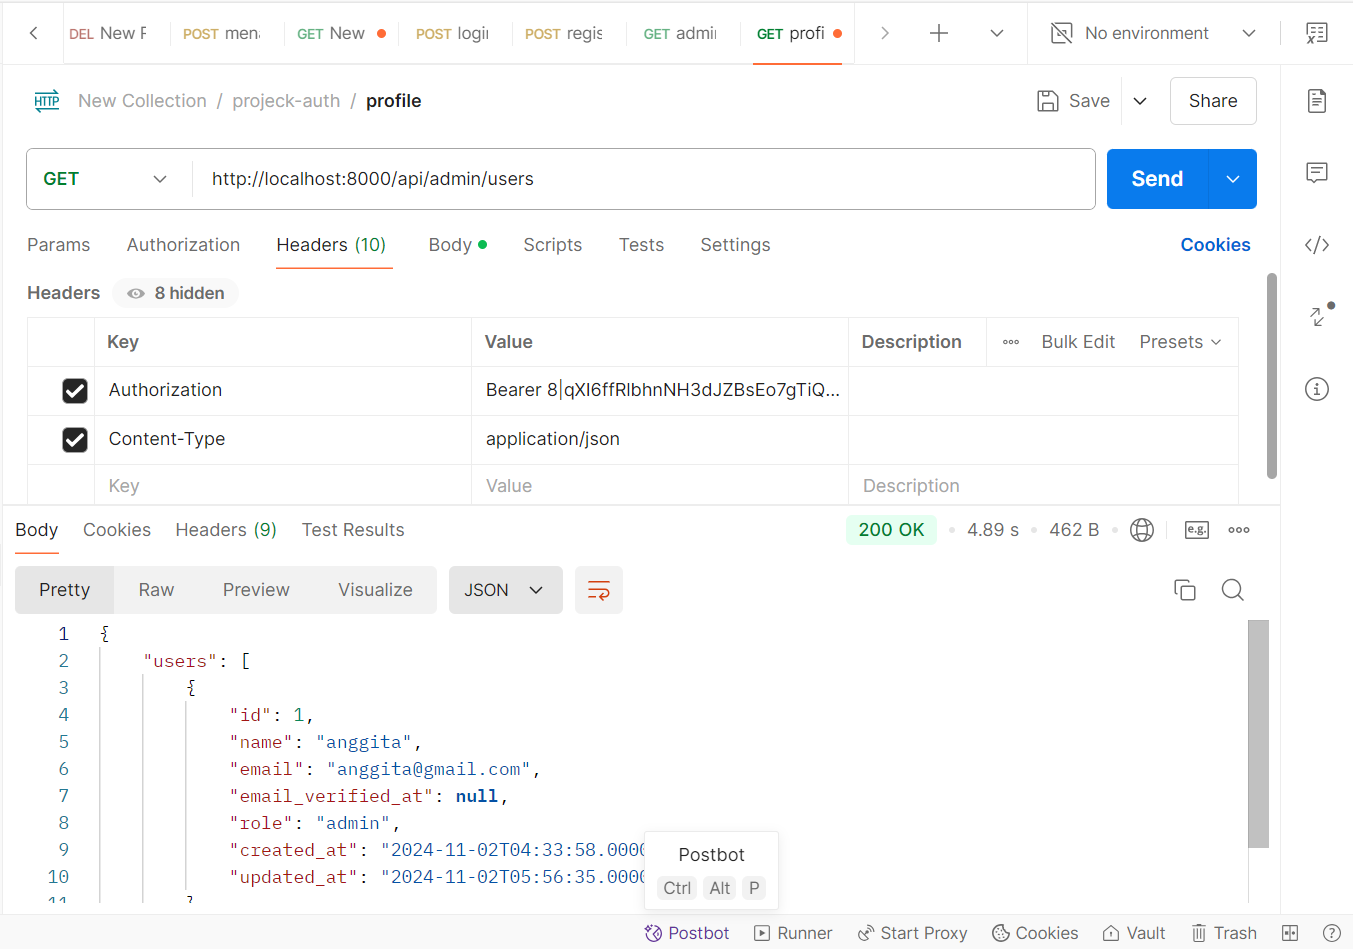 DEL New F
POST mena
GET New
POST login
POST regis
GET admin
GET profi
No environment
HTTP New Collection / projeck-auth / profile
Save
Share
GET
http://localhost:8000/api/admin/users
Send
Params Authorization Headers (10) Body Scripts Tests Settings Cookies
Headers 8 hidden
Key Value Description Bulk Edit Presets
Authorization Bearer 8|qXI6ffRlbhnNH3dJZBsEo7gTiQ...
Content-Type application/json
Key Value Description
Body Cookies Headers (9) Test Results 200 OK 4.89 s 462 B e.g.
Pretty Raw Preview Visualize JSON
1 {
2 "users": [
3 {
4 "id": 1,
5 "name": "anggita",
6 "email": "anggita@gmail.com",
7 "email_verified_at": null,
8 "role": "admin",
9 "created_at": "2024-11-02T04:33:58.0000
10 "updated_at": "2024-11-02T05:56:35.0000
11 }
Postbot
Ctrl Alt P
Postbot Runner Start Proxy Cookies Vault Trash